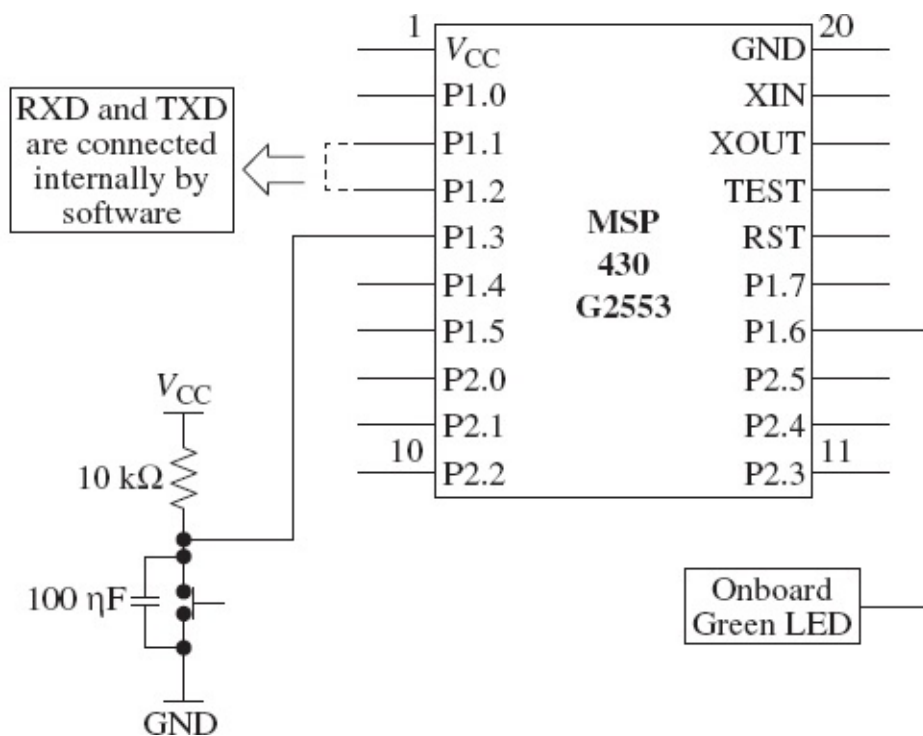 1
20
V_CC
GND
P1.0
XIN
RXD and TXD
are connected
internally by
software
P1.1
XOUT
P1.2
TEST
MSP
430
G2553
P1.3
RST
P1.4
P1.7
P1.5
P1.6
P2.0
P2.5
P2.1
P2.4
10
11
P2.2
P2.3
V_CC
10 kΩ
100 ηF
GND
Onboard
Green LED